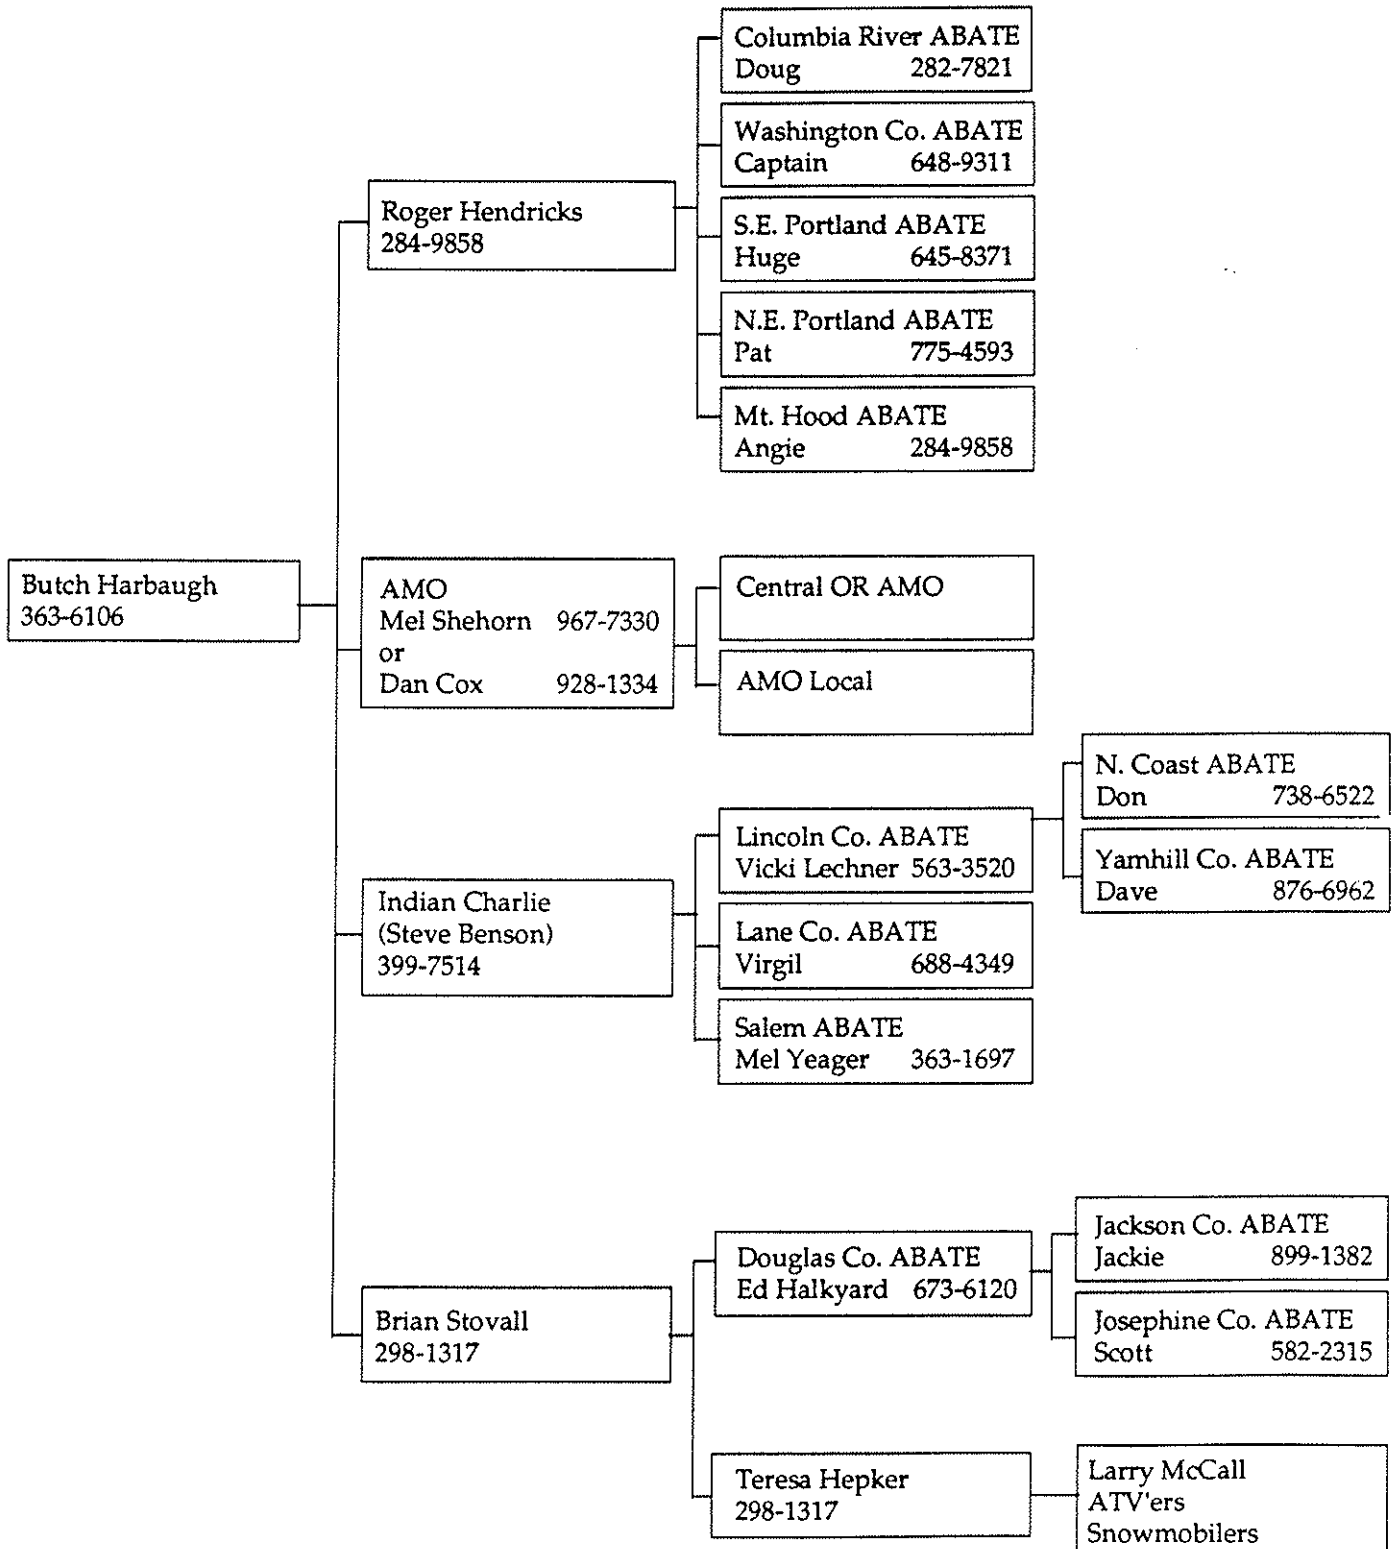 Butch Harbaugh
363-6106
Roger Hendricks
284-9858
Columbia River ABATE
Doug 282-7821
Washington Co. ABATE
Captain 648-9311
S.E. Portland ABATE
Huge 645-8371
N.E. Portland ABATE
Pat 775-4593
Mt. Hood ABATE
Angie 284-9858
AMO
Mel Shehorn 967-7330
or
Dan Cox 928-1334
Central OR AMO
AMO Local
Indian Charlie
(Steve Benson)
399-7514
Lincoln Co. ABATE
Vicki Lechner 563-3520
N. Coast ABATE
Don 738-6522
Yamhill Co. ABATE
Dave 876-6962
Lane Co. ABATE
Virgil 688-4349
Salem ABATE
Mel Yeager 363-1697
Brian Stovall
298-1317
Douglas Co. ABATE
Ed Halkyard 673-6120
Jackson Co. ABATE
Jackie 899-1382
Josephine Co. ABATE
Scott 582-2315
Teresa Hepker
298-1317
Larry McCall
ATV'ers
Snowmobilers